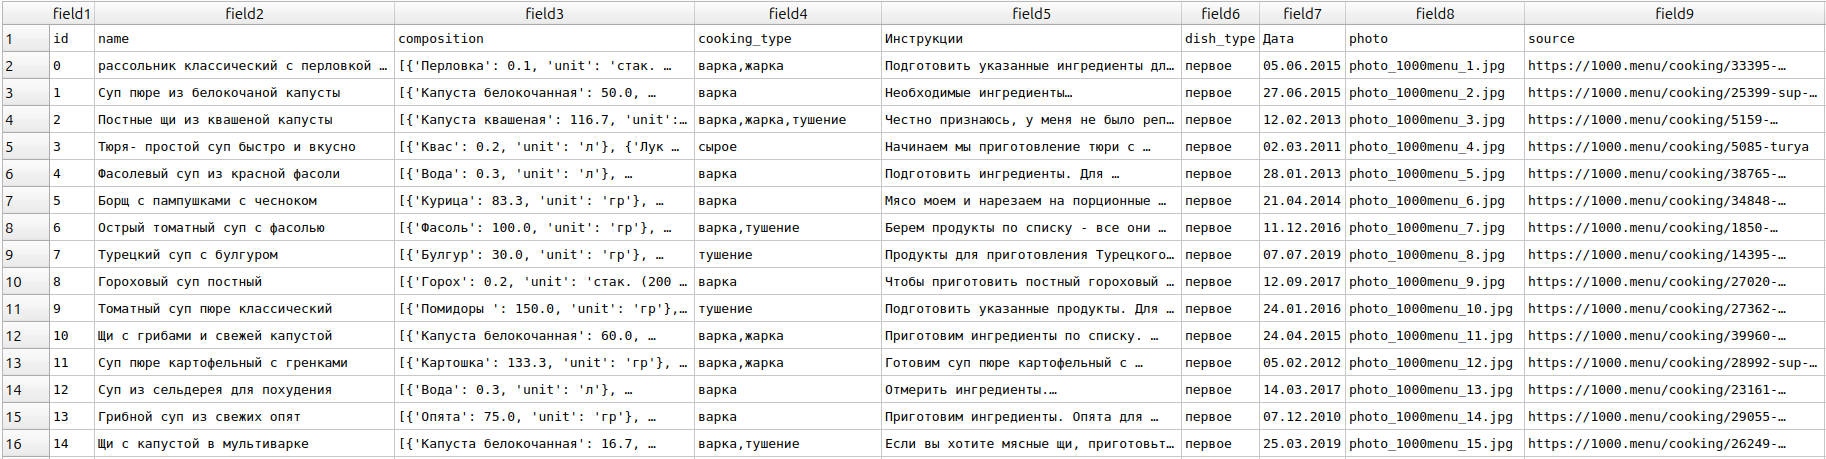 field1 field2 field3 field4 field5 field6 field7 field8 field9
1 id name composition cooking_type Инструкции dish_type Дата photo source
2 0 рассольник классический с перловкой … [{'Перловка': 0.1, 'unit': 'стак. … варка,жарка Подготовить указанные ингредиенты дл… первое 05.06.2015 photo_1000menu_1.jpg https://1000.menu/cooking/33395-…
3 1 Суп пюре из белокочаной капусты [{'Капуста белокочанная': 50.0, … варка Необходимые ингредиенты… первое 27.06.2015 photo_1000menu_2.jpg https://1000.menu/cooking/25399-sup-…
4 2 Постные щи из квашеной капусты [{'Капуста квашеная': 116.7, 'unit':… варка,жарка,тушение Честно признаюсь, у меня не было реп… первое 12.02.2013 photo_1000menu_3.jpg https://1000.menu/cooking/5159-…
5 3 Тюря- простой суп быстро и вкусно [{'Квас': 0.2, 'unit': 'л'}, {'Лук … сырое Начинаем мы приготовление тюри с … первое 02.03.2011 photo_1000menu_4.jpg https://1000.menu/cooking/5085-turya
6 4 Фасолевый суп из красной фасоли [{'Вода': 0.3, 'unit': 'л'}, … варка Подготовить ингредиенты. Для … первое 28.01.2013 photo_1000menu_5.jpg https://1000.menu/cooking/38765-…
7 5 Борщ с пампушками с чесноком [{'Курица': 83.3, 'unit': 'гр'}, … варка Мясо моем и нарезаем на порционные … первое 21.04.2014 photo_1000menu_6.jpg https://1000.menu/cooking/34848-…
8 6 Острый томатный суп с фасолью [{'Фасоль': 100.0, 'unit': 'гр'}, … варка,тушение Берем продукты по списку - все они … первое 11.12.2016 photo_1000menu_7.jpg https://1000.menu/cooking/1850-…
9 7 Турецкий суп с булгуром [{'Булгур': 30.0, 'unit': 'гр'}, … тушение Продукты для приготовления Турецкого… первое 07.07.2019 photo_1000menu_8.jpg https://1000.menu/cooking/14395-…
10 8 Гороховый суп постный [{'Горох': 0.2, 'unit': 'стак. (200 … варка Чтобы приготовить постный гороховый … первое 12.09.2017 photo_1000menu_9.jpg https://1000.menu/cooking/27020-…
11 9 Томатный суп пюре классический [{'Помидоры ': 150.0, 'unit': 'гр'},… тушение Подготовить указанные продукты. Для … первое 24.01.2016 photo_1000menu_10.jpg https://1000.menu/cooking/27362-…
12 10 Щи с грибами и свежей капустой [{'Капуста белокочанная': 60.0, … варка,жарка Приготовим ингредиенты по списку. … первое 24.04.2015 photo_1000menu_11.jpg https://1000.menu/cooking/39960-…
13 11 Суп пюре картофельный с гренками [{'Картошка': 133.3, 'unit': 'гр'}, … варка,жарка Готовим суп пюре картофельный с … первое 05.02.2012 photo_1000menu_12.jpg https://1000.menu/cooking/28992-sup-…
14 12 Суп из сельдерея для похудения [{'Вода': 0.3, 'unit': 'л'}, … варка Отмерить ингредиенты.… первое 14.03.2017 photo_1000menu_13.jpg https://1000.menu/cooking/23161-…
15 13 Грибной суп из свежих опят [{'Опята': 75.0, 'unit': 'гр'}, … варка Приготовим ингредиенты. Опята для … первое 07.12.2010 photo_1000menu_14.jpg https://1000.menu/cooking/29055-…
16 14 Щи с капустой в мультиварке [{'Капуста белокочанная': 16.7, … варка,тушение Если вы хотите мясные щи, приготовьт… первое 25.03.2019 photo_1000menu_15.jpg https://1000.menu/cooking/26249-…